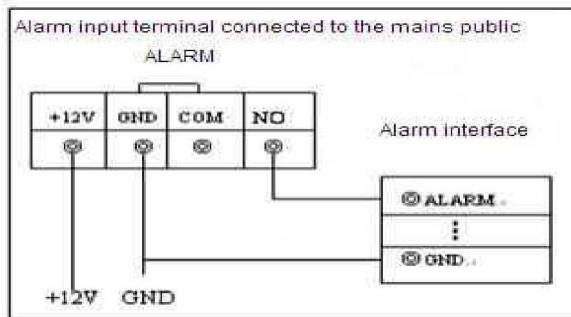 Alarm input terminal connected to the mains public
ALARM
+12V GND COM NO
Alarm interface
ALARM..
GND..
+12V GND